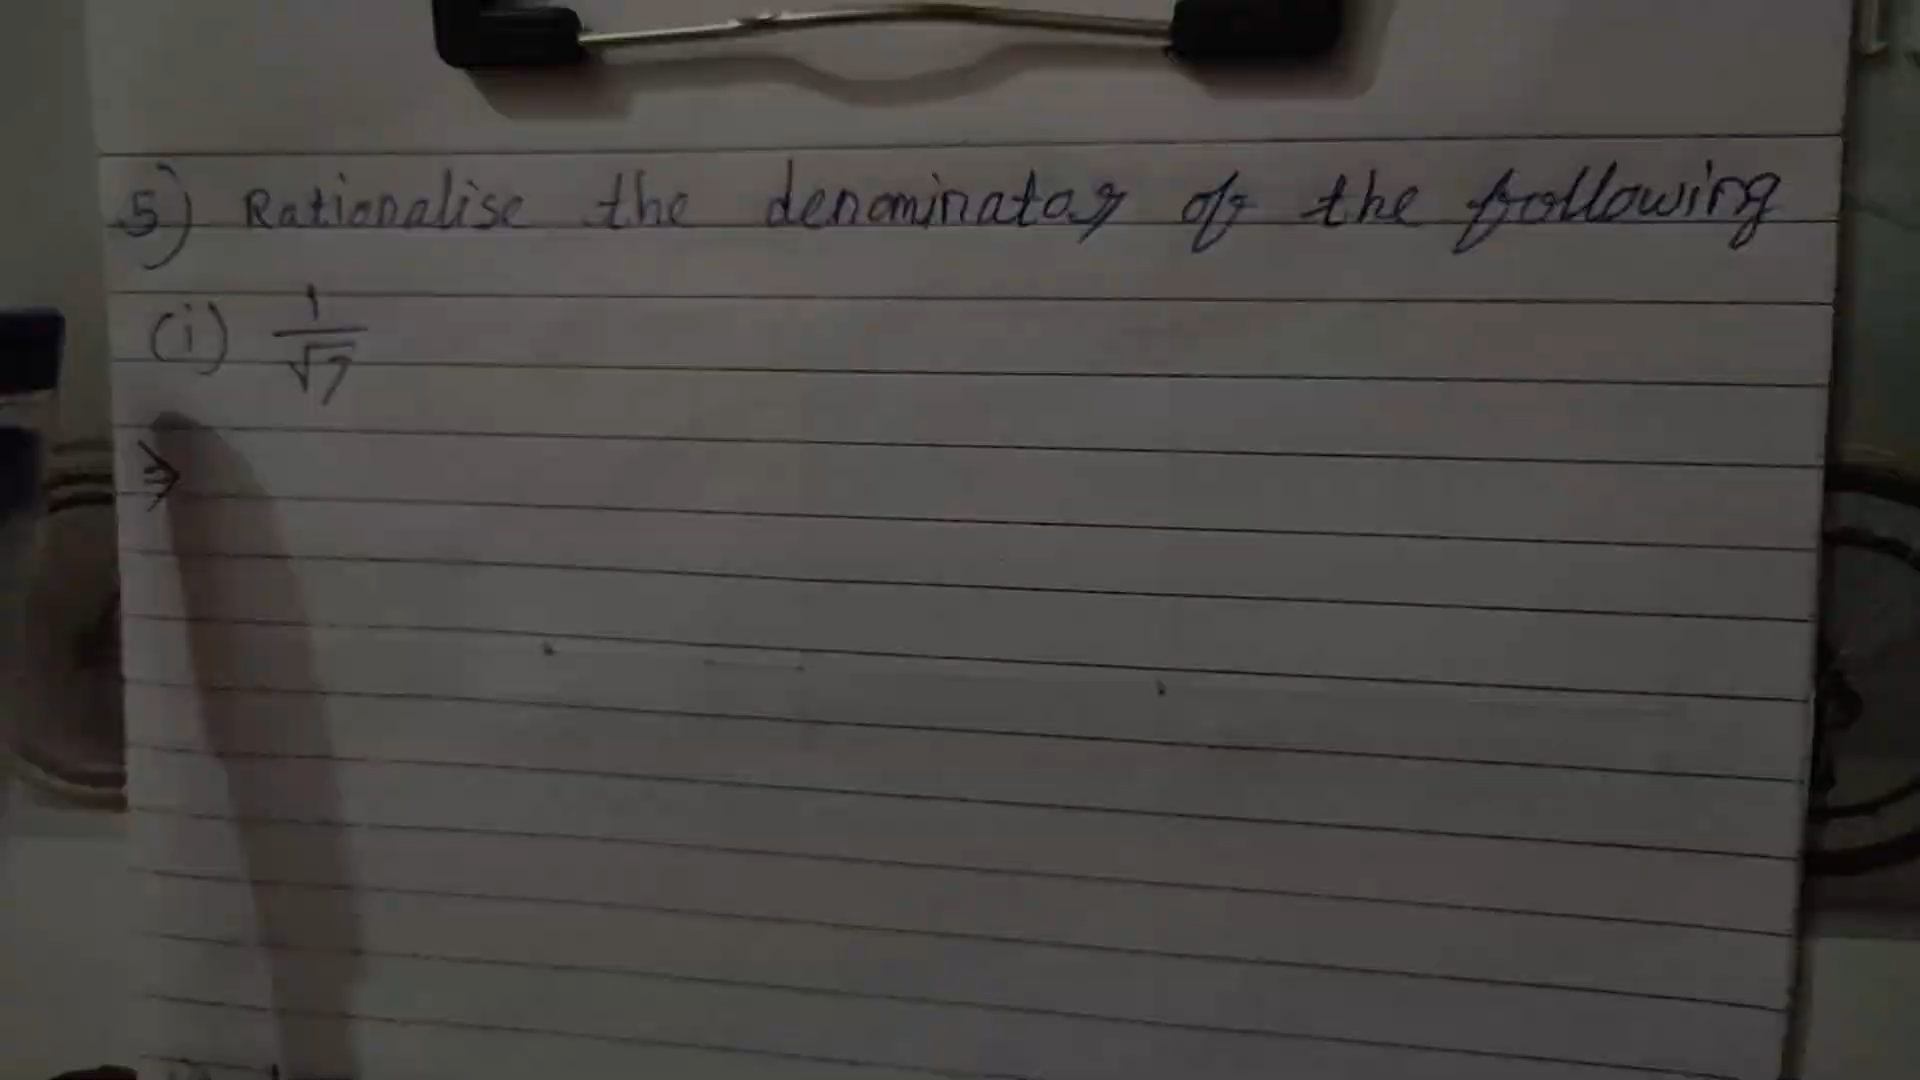 5) Rationalise the denominator of the following
(i) 1/√7
⇒